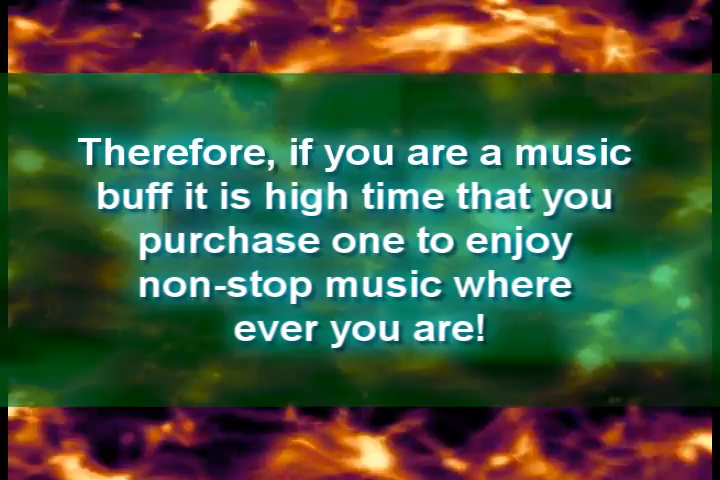 Therefore, if you are a music
buff it is high time that you
purchase one to enjoy
non-stop music where
ever you are!